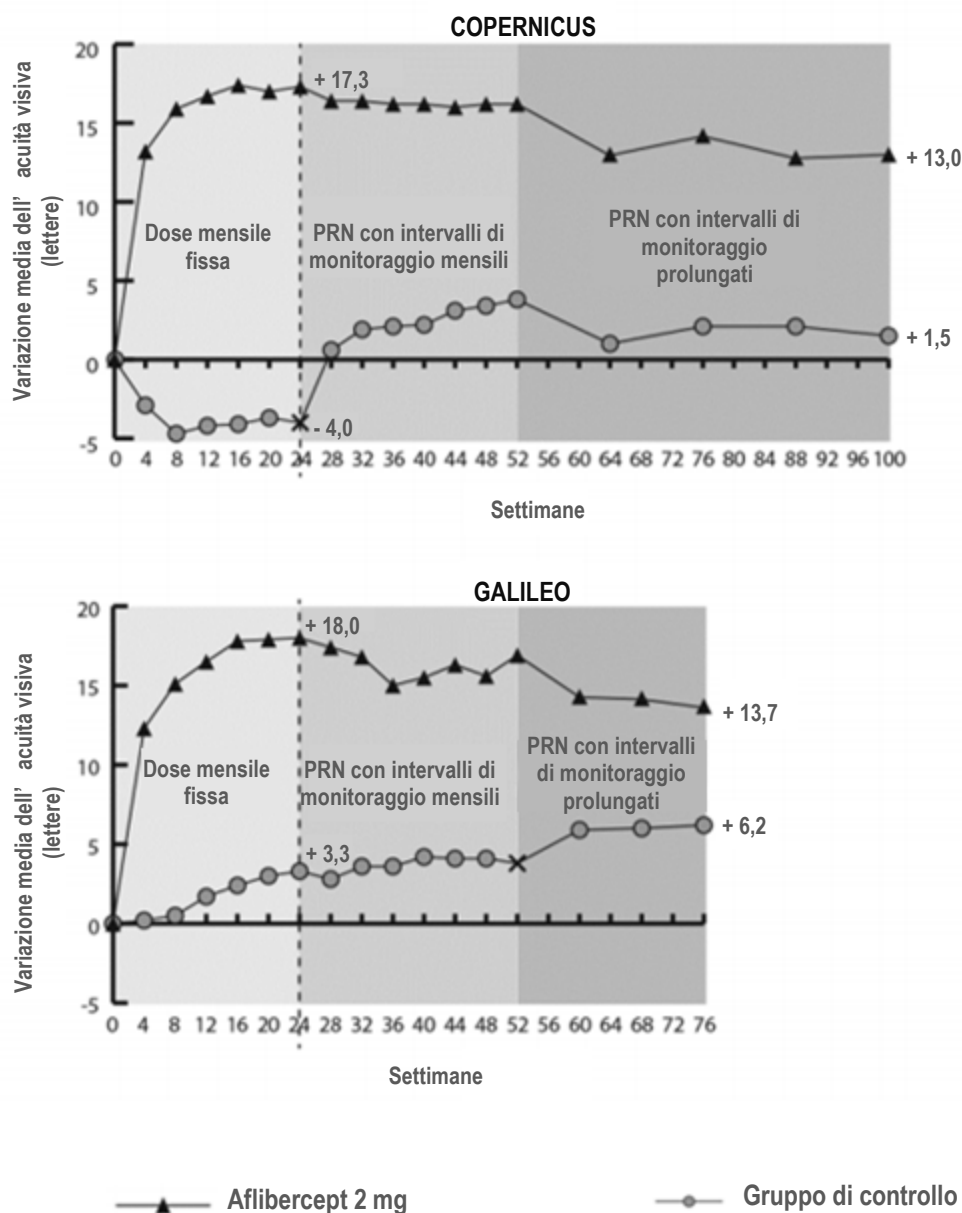 COPERNICUS
Variazione media dell' acuità visiva
(lettere)
20
15
10
5
0
-5
+ 17,3
- 4,0
+ 13,0
+ 1,5
Dose mensile
fissa
PRN con intervalli di
monitoraggio mensili
PRN con intervalli di
monitoraggio
prolungati
0 4 8 12 16 20 24 28 32 36 40 44 48 52 56 60 64 68 72 76 80 84 88 92 96 100
Settimane
GALILEO
Variazione media dell' acuità visiva
(lettere)
20
15
10
5
0
-5
+ 18,0
+ 3,3
+ 13,7
+ 6,2
Dose mensile
fissa
PRN con intervalli di
monitoraggio mensili
PRN con intervalli
di monitoraggio
prolungati
0 4 8 12 16 20 24 28 32 36 40 44 48 52 56 60 64 68 72 76
Settimane
Aflibercept 2 mg
Gruppo di controllo